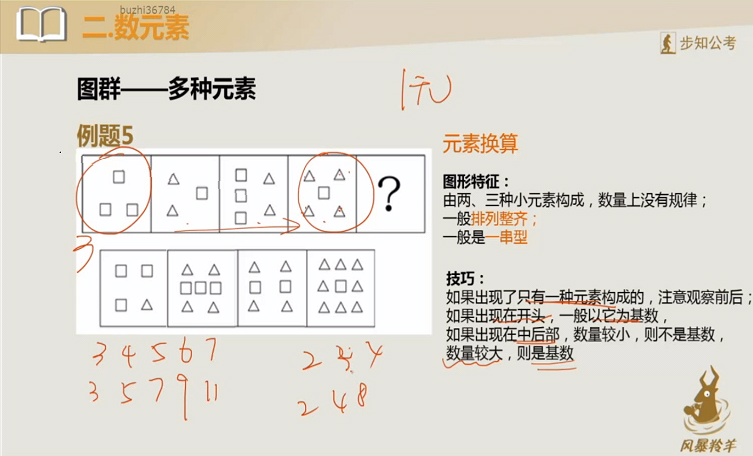 buzhi36784
二.数元素
步知公考
图群——多种元素
1元
例题5
元素换算
?
图形特征：
由两、三种小元素构成，数量上没有规律；
一般排列整齐；
一般是一串型
3
技巧：
如果出现了只有一种元素构成的，注意观察前后；
如果出现在开头，一般以它为基数，
如果出现在中后部，数量较小，则不是基数，
数量较大，则是基数
3 4 5 6 7
3 5 7 9 11
2 4 8
风暴羚羊